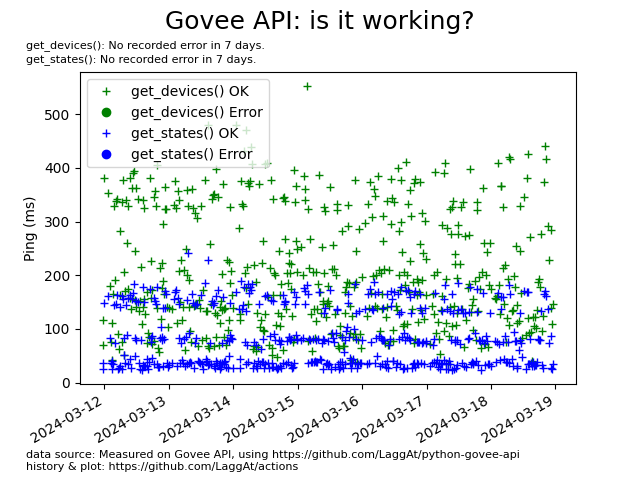 Govee API: is it working?
get_devices(): No recorded error in 7 days.
get_states(): No recorded error in 7 days.
get_devices() OK
get_devices() Error
get_states() OK
get_states() Error
Ping (ms)
500
400
300
200
100
0
2024-03-12
2024-03-13
2024-03-14
2024-03-15
2024-03-16
2024-03-17
2024-03-18
2024-03-19
data source: Measured on Govee API, using https://github.com/LaggAt/python-govee-api
history & plot: https://github.com/LaggAt/actions